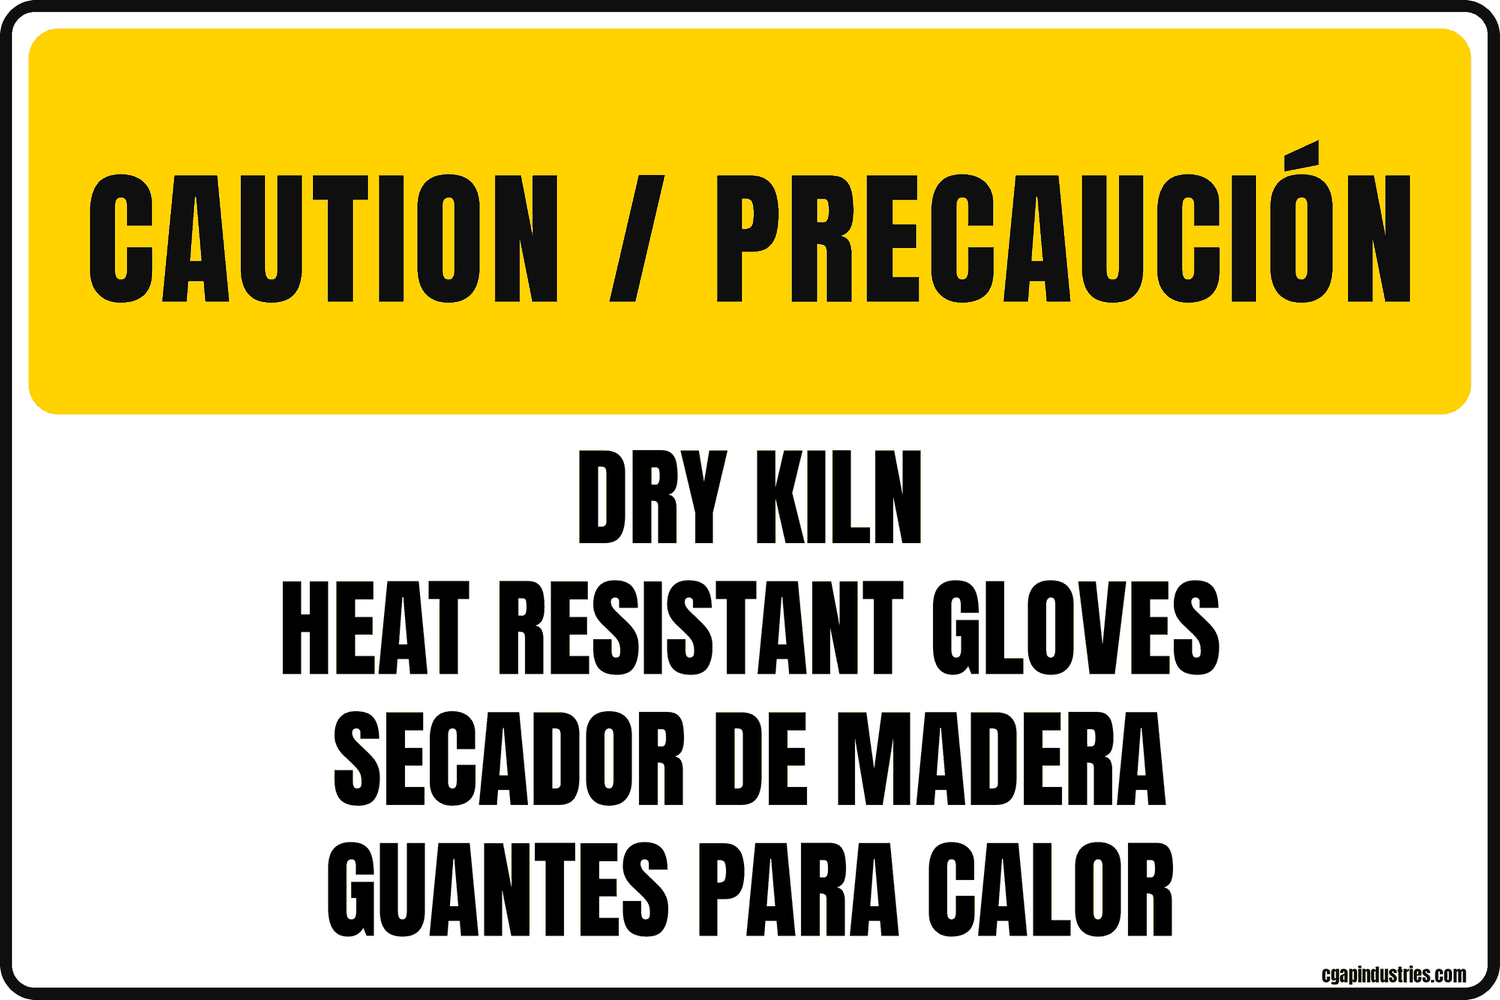 CAUTION / PRECAUCIÓN
DRY KILN
HEAT RESISTANT GLOVES
SECADOR DE MADERA
GUANTES PARA CALOR
cgapindustries.com